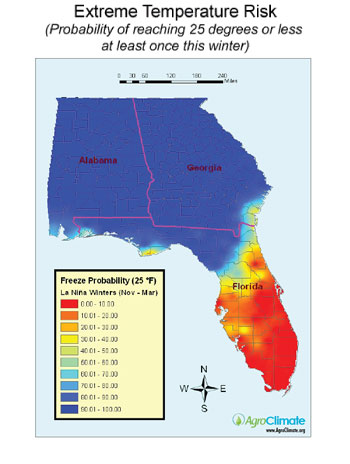 Extreme Temperature Risk
(Probability of reaching 25 degrees or less
at least once this winter)
0 30 60 120 180 240
Miles
Alabama
Georgia
Florida
Freeze Probability (25 °F)
La Niña Winters (Nov - Mar)
0.00 - 10.00
10.01 - 20.00
20.01 - 30.00
30.01 - 40.00
40.01 - 50.00
50.01 - 60.00
60.01 - 70.00
70.01 - 80.00
80.01 - 90.00
90.01 - 100.00
N
W E
S
AgroClimate
www.AgroClimate.org